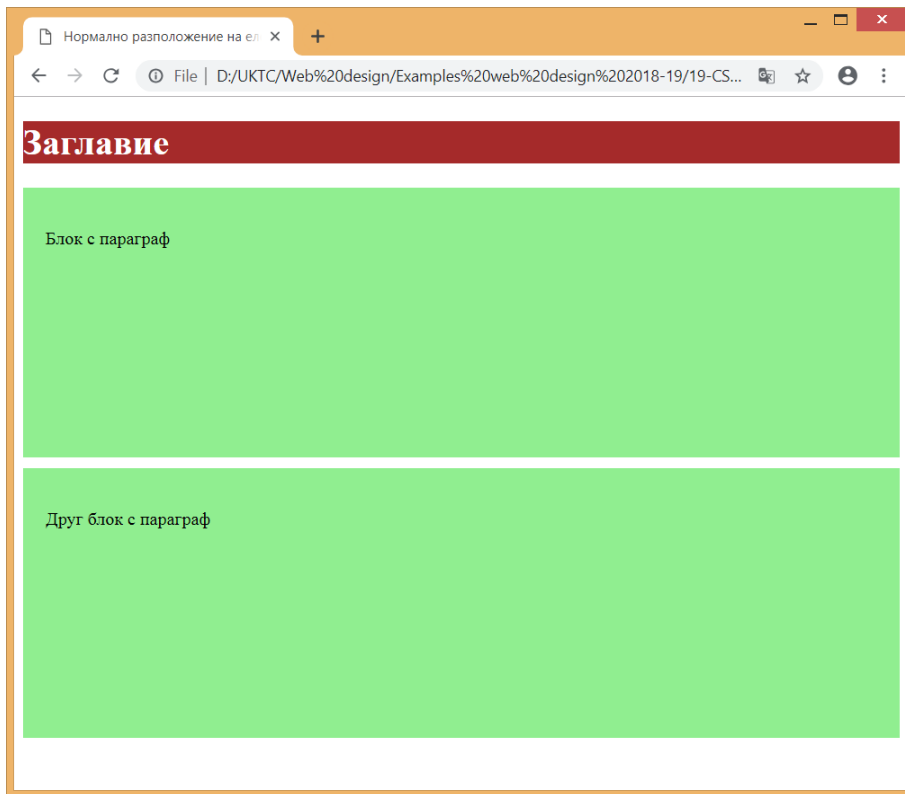 Нормално разположение на ел
File | D:/UKTC/Web%20design/Examples%20web%20design%202018-19/19-CS...
Заглавие
Блок с параграф
Друг блок с параграф